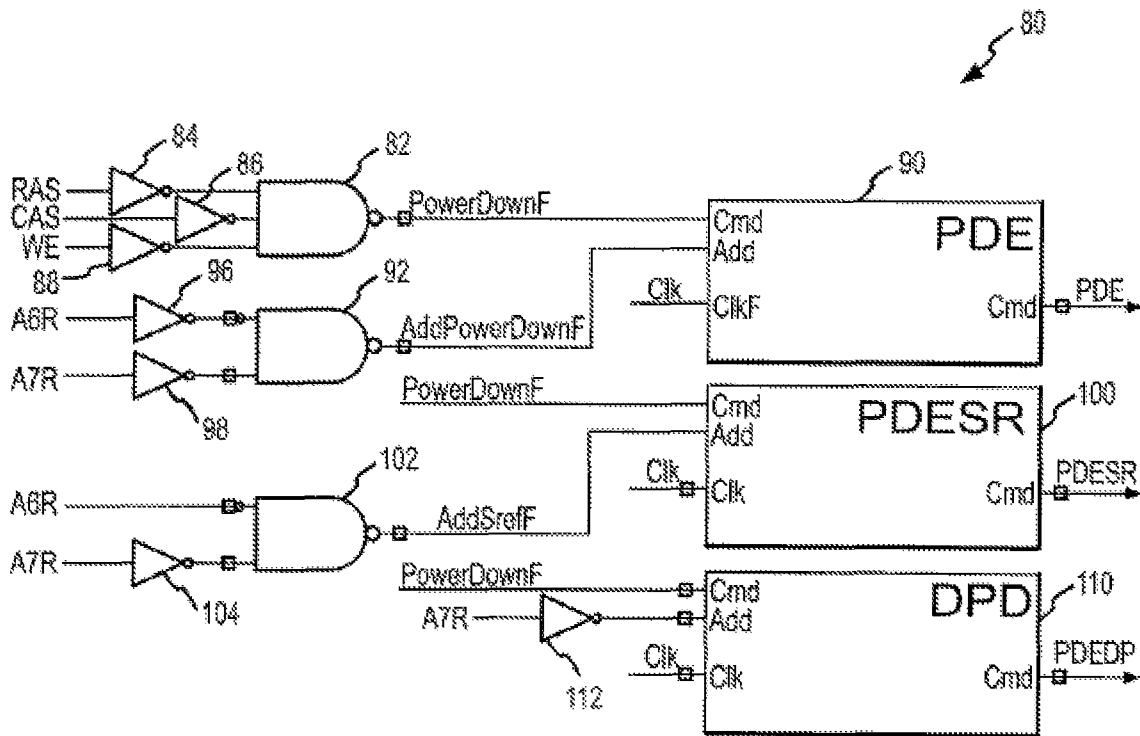 80
84
86
82
RAS
CAS
WE
88
PowerDownF
90
PDE
Cmd
Add
Clk
ClkF
Cmd
PDE
96
92
A6R
A7R
98
AddPowerDownF
PowerDownF
PDESR
100
Cmd
Add
Clk
Clk
Cmd
PDESR
102
A6R
A7R
104
AddSrefF
PowerDownF
DPD
110
Cmd
A7R
Add
112
Clk
Clk
Cmd
PDEDP